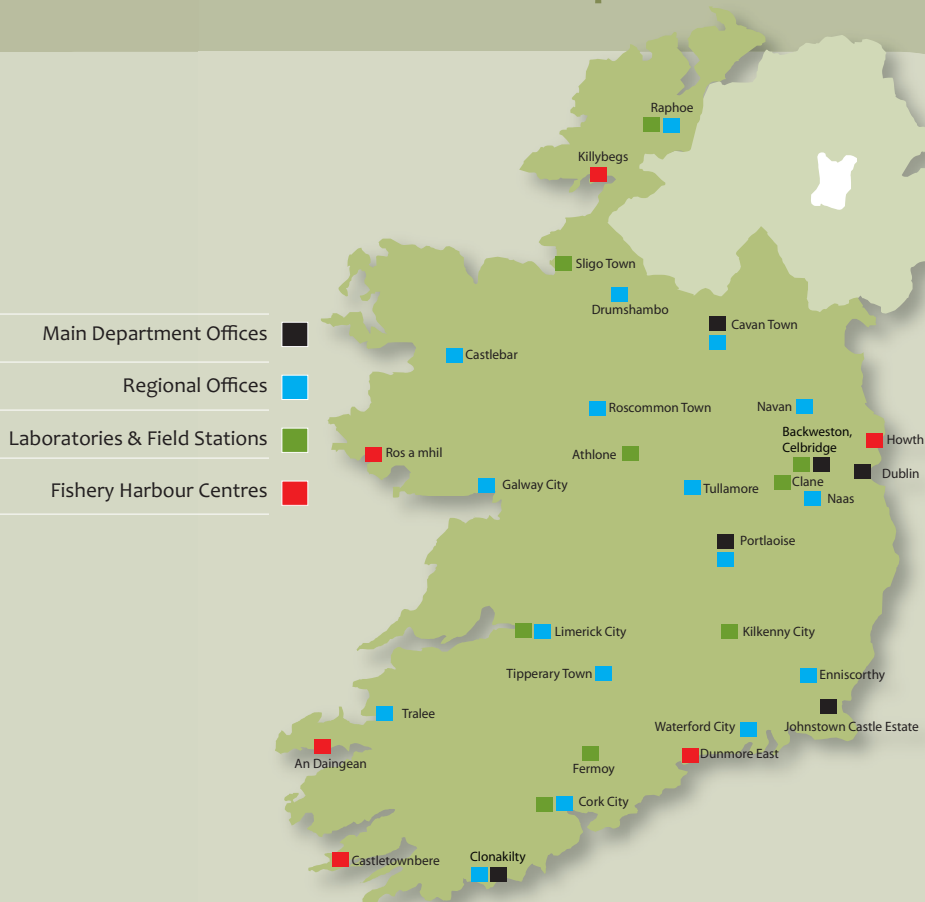 Raphoe
Killybegs
Sligo Town
Drumshambo
Cavan Town
Main Department Offices
Castlebar
Regional Offices
Roscommon Town
Navan
Backweston,
Celbridge
Howth
Laboratories & Field Stations
Ros a mhil
Athlone
Dublin
Clane
Galway City
Tullamore
Fishery Harbour Centres
Naas
Portlaoise
Limerick City
Kilkenny City
Tipperary Town
Enniscorthy
Tralee
Waterford City
Johnstown Castle Estate
Dunmore East
An Daingean
Fermoy
Cork City
Clonakilty
Castletownbere